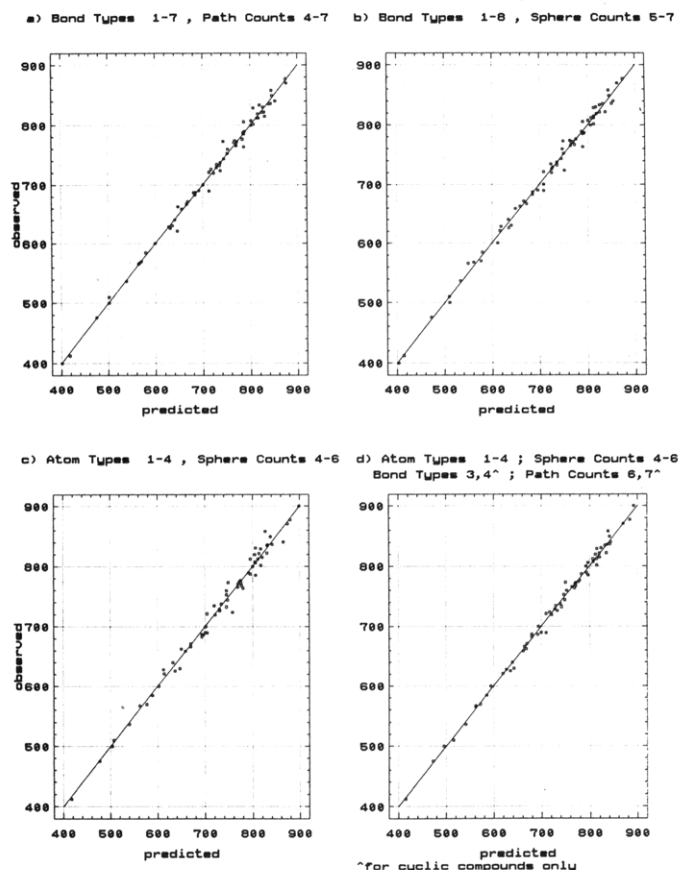 a) Bond Types 1-7 , Path Counts 4-7
b) Bond Types 1-8 , Sphere Counts 5-7
900
800
700
600
500
400
observed
400 500 600 700 800 900
predicted
900
800
700
600
500
400
400 500 600 700 800 900
predicted
c) Atom Types 1-4 , Sphere Counts 4-6
d) Atom Types 1-4 ; Sphere Counts 4-6
Bond Types 3,4^ ; Path Counts 6,7^
900
800
700
600
500
400
observed
400 500 600 700 800 900
predicted
900
800
700
600
500
400
400 500 600 700 800 900
predicted
^for cyclic compounds only